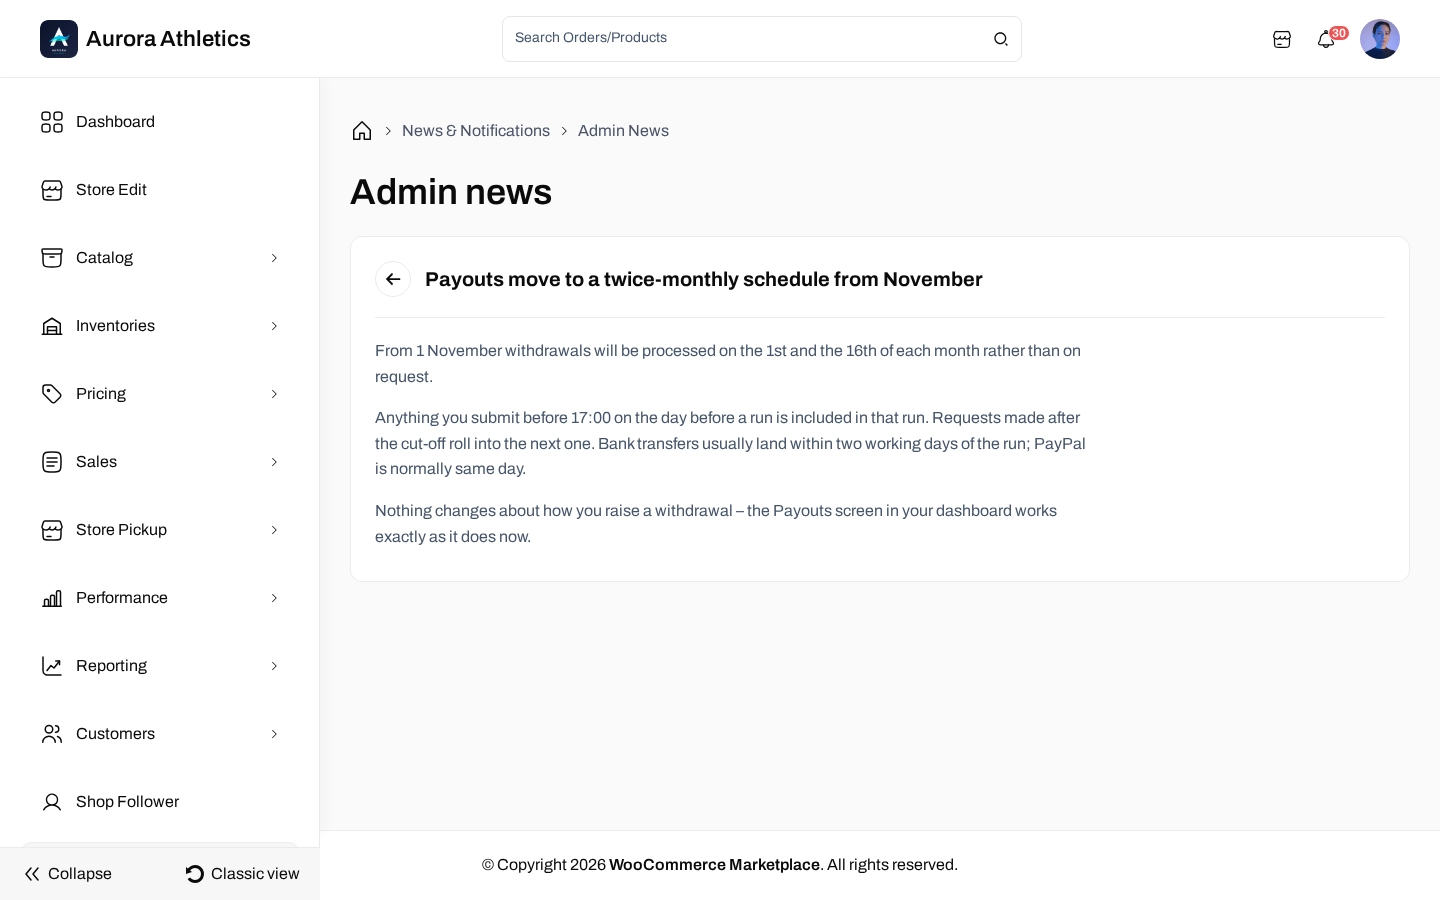 Aurora Athletics
Search Orders/Products
30
Dashboard
Store Edit
Catalog
Inventories
Pricing
Sales
Store Pickup
Performance
Reporting
Customers
Shop Follower
Collapse
Classic view
News & Notifications
Admin News
Admin news
Payouts move to a twice-monthly schedule from November
From 1 November withdrawals will be processed on the 1st and the 16th of each month rather than on
request.
Anything you submit before 17:00 on the day before a run is included in that run. Requests made after
the cut-off roll into the next one. Bank transfers usually land within two working days of the run; PayPal
is normally same day.
Nothing changes about how you raise a withdrawal – the Payouts screen in your dashboard works
exactly as it does now.
© Copyright 2026 WooCommerce Marketplace. All rights reserved.